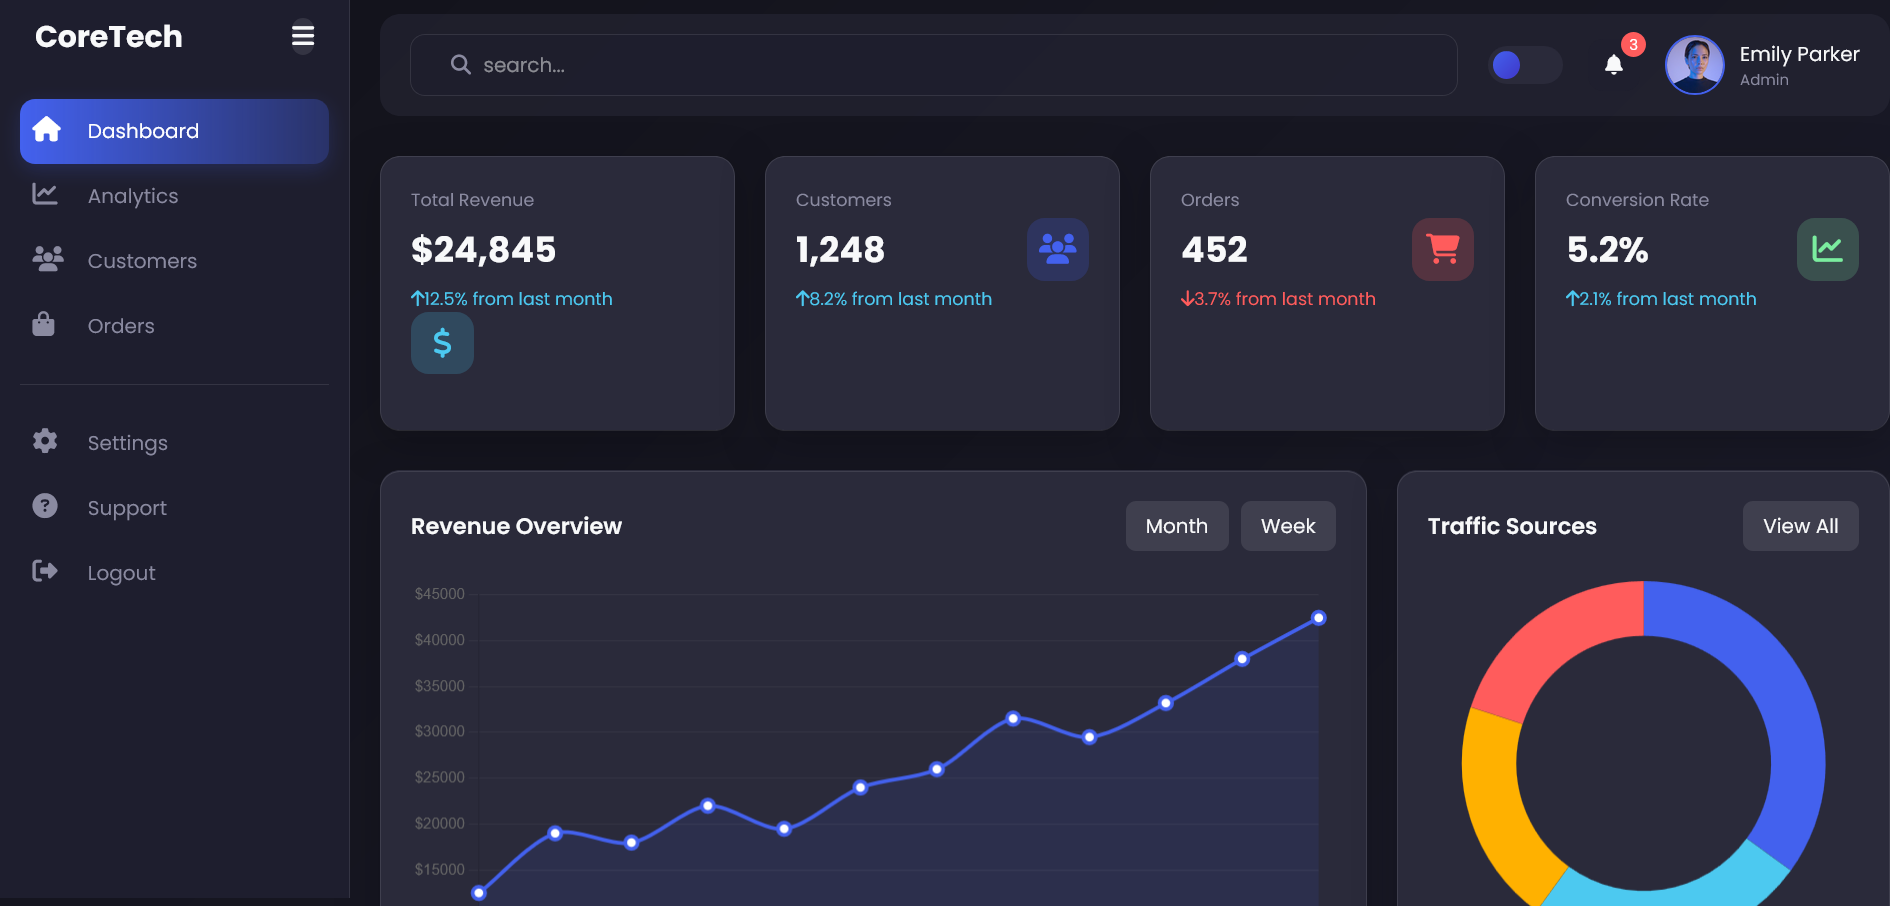 CoreTech
Dashboard
Analytics
Customers
Orders
Settings
Support
Logout
search...
3
Emily Parker
Admin
Total Revenue
$24,845
12.5% from last month
$
Customers
1,248
8.2% from last month
Orders
452
3.7% from last month
Conversion Rate
5.2%
2.1% from last month
Revenue Overview
Month
Week
$45000
$40000
$35000
$30000
$25000
$20000
$15000
Traffic Sources
View All